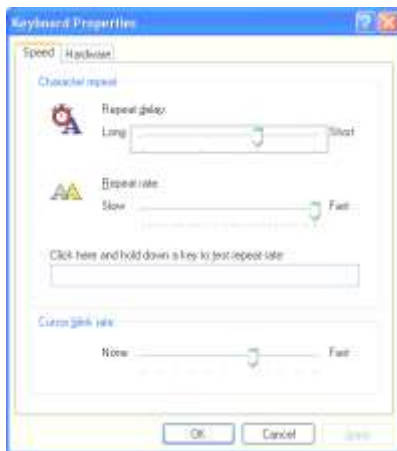 Keyboard Properties
Speed Hardware
Character repeat
Repeat delay:
Long Short
Repeat rate:
Slow Fast
Click here and hold down a key to test repeat rate:
Cursor blink rate:
None Fast
OK Cancel Apply